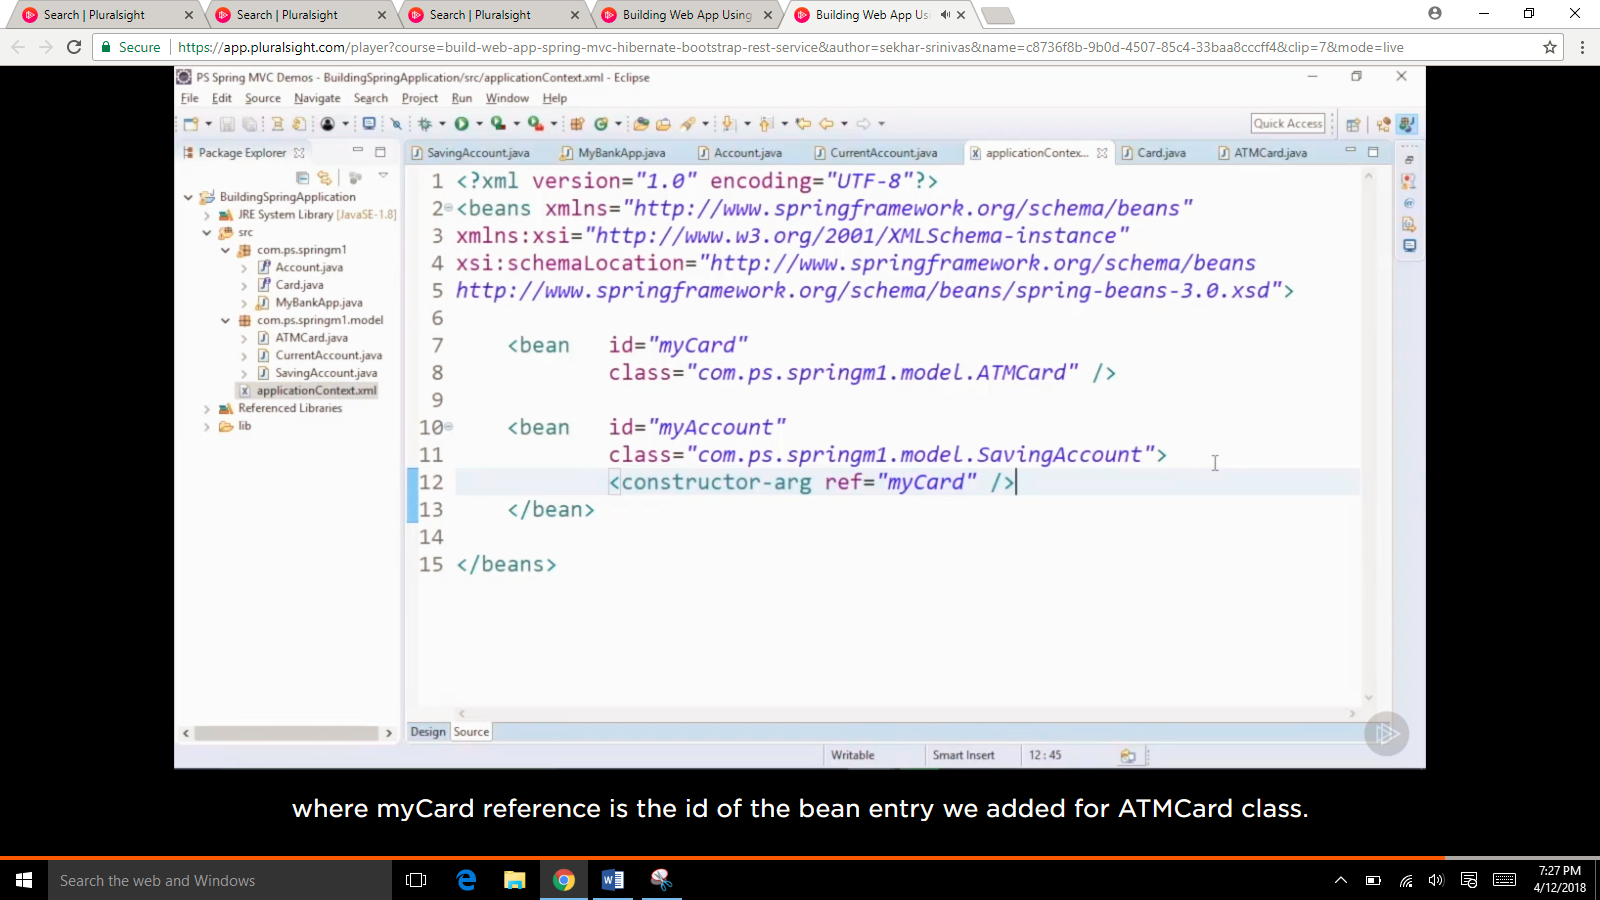 Search | Pluralsight
Search | Pluralsight
Search | Pluralsight
Building Web App Using
Building Web App Us
Secure
https://app.pluralsight.com/player?course=build-web-app-spring-mvc-hibernate-bootstrap-rest-service&author=sekhar-srinivas&name=c8736f8b-9b0d-4507-85c4-33baa8cccff4&clip=7&mode=live
PS Spring MVC Demos - BuildingSpringApplication/src/applicationContext.xml - Eclipse
File Edit Source Navigate Search Project Run Window Help
Quick Access
Package Explorer
SavingAccount.java
MyBankApp.java
Account.java
CurrentAccount.java
applicationContex...
Card.java
ATMCard.java
BuildingSpringApplication
JRE System Library [JavaSE-1.8]
src
com.ps.springm1
Account.java
Card.java
MyBankApp.java
com.ps.springm1.model
ATMCard.java
CurrentAccount.java
SavingAccount.java
applicationContext.xml
Referenced Libraries
lib
1 <?xml version="1.0" encoding="UTF-8"?>
2 <beans xmlns="http://www.springframework.org/schema/beans"
3 xmlns:xsi="http://www.w3.org/2001/XMLSchema-instance"
4 xsi:schemaLocation="http://www.springframework.org/schema/beans
5 http://www.springframework.org/schema/beans/spring-beans-3.0.xsd">
6
7 <bean id="myCard"
8 class="com.ps.springm1.model.ATMCard" />
9
10 <bean id="myAccount"
11 class="com.ps.springm1.model.SavingAccount">
12 <constructor-arg ref="myCard" />
13 </bean>
14
15 </beans>
Design Source
Writable
Smart Insert
12 : 45
where myCard reference is the id of the bean entry we added for ATMCard class.
Search the web and Windows
7:27 PM
4/12/2018